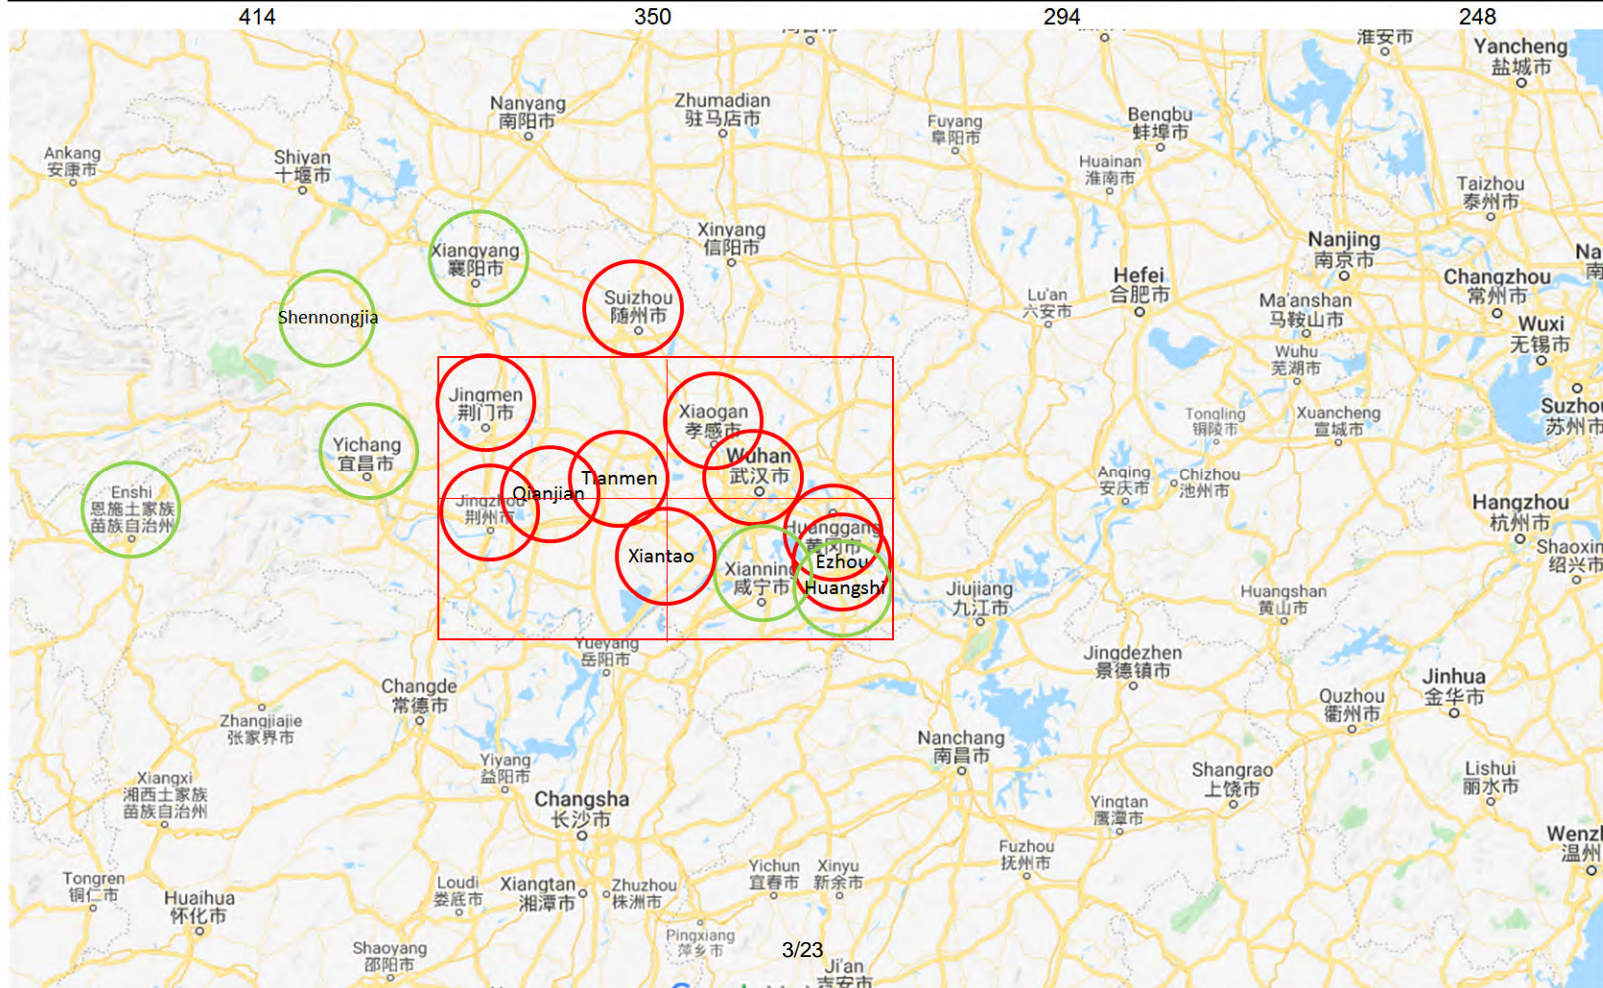 414 350 294 248
淮安市
Yancheng
盐城市
Nanyang
南阳市
Zhumadian
驻马店市
Fuyang
阜阳市
Bengbu
蚌埠市
Ankang
安康市
Shiyan
十堰市
Huainan
淮南市
Taizhou
泰州市
Xiangyang
襄阳市
Xinyang
信阳市
Nanjing
南京市
Na
南
Hefei
合肥市
Changzhou
常州市
Shennongjia
Suizhou
随州市
Lu'an
六安市
Ma'anshan
马鞍山市
Wuxi
无锡市
Wuhu
芜湖市
Jingmen
荆门市
Xiaogan
孝感市
Tongling
铜陵市
Xuancheng
宣城市
Suzhou
苏州市
Yichang
宜昌市
Wuhan
武汉市
Tianmen
Qianjian
Anqing
安庆市
Chizhou
池州市
Enshi
恩施土家族
苗族自治州
Jingzhou
荆州市
Hangzhou
杭州市
Huanggang
黄冈市
Shaoxin
绍兴市
Xiantao
Ezhou
Xianning
咸宁市
Huangshi
Jiujiang
九江市
Huangshan
黄山市
Yueyang
岳阳市
Jingdezhen
景德镇市
Changde
常德市
Quzhou
衢州市
Jinhua
金华市
Zhangjiajie
张家界市
Nanchang
南昌市
Yiyang
益阳市
Shangrao
上饶市
Lishui
丽水市
Xiangxi
湘西土家族
苗族自治州
Changsha
长沙市
Yingtan
鹰潭市
Wenzl
温州
Fuzhou
抚州市
Tongren
铜仁市
Huaihua
怀化市
Loudi
娄底市
Xiangtan
湘潭市
Zhuzhou
株洲市
Yichun
宜春市
Xinyu
新余市
Shaoyang
邵阳市
Pingxiang
萍乡市
3/23
Ji'an
吉安市